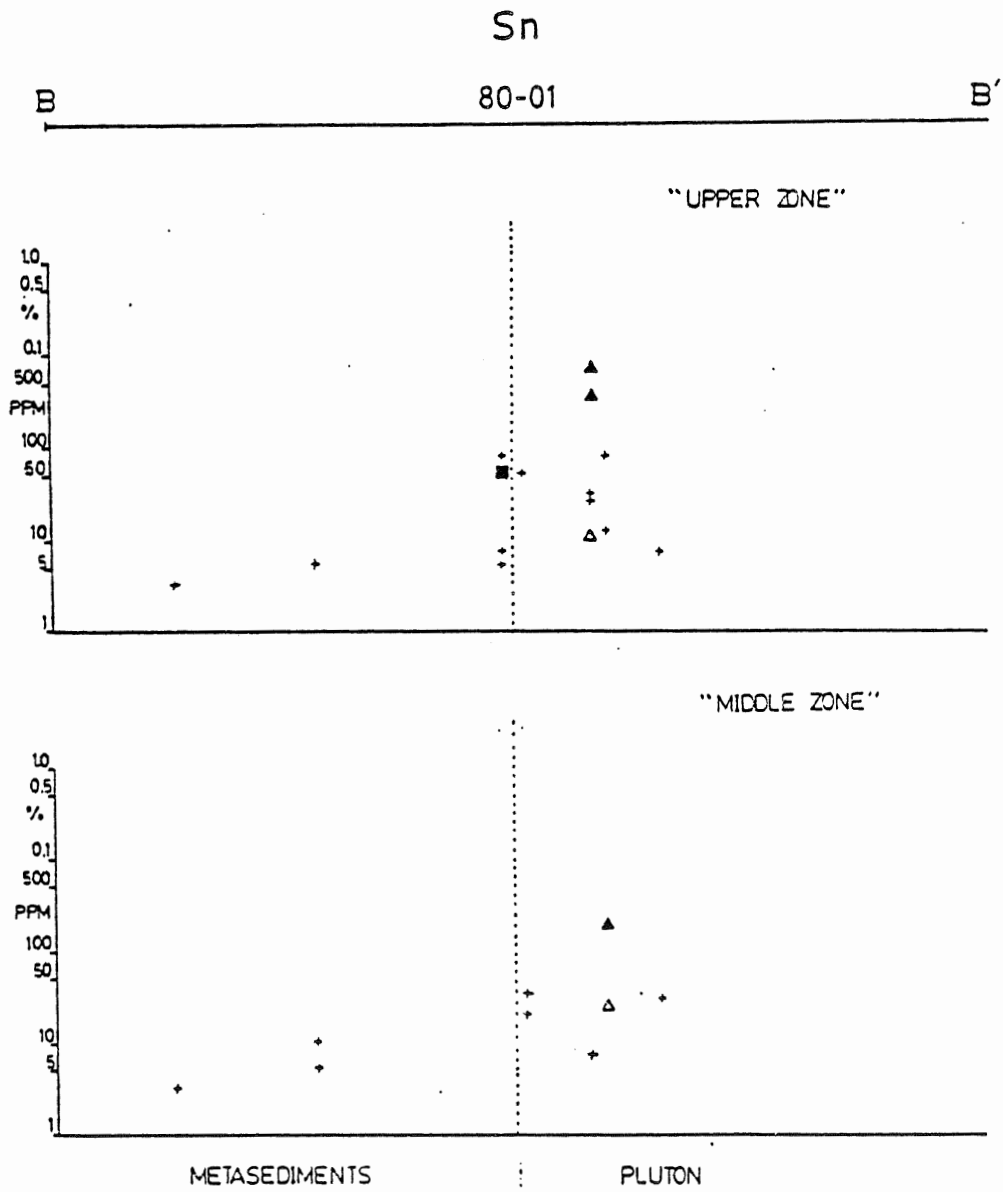 Sn
B 80-01 B'
"UPPER ZONE"
1.0
0.5
%
0.1
500
PPM
100
50
10
5
1
"MIDDLE ZONE"
1.0
0.5
%
0.1
500
PPM
100
50
10
5
1
METASEDIMENTS PLUTON